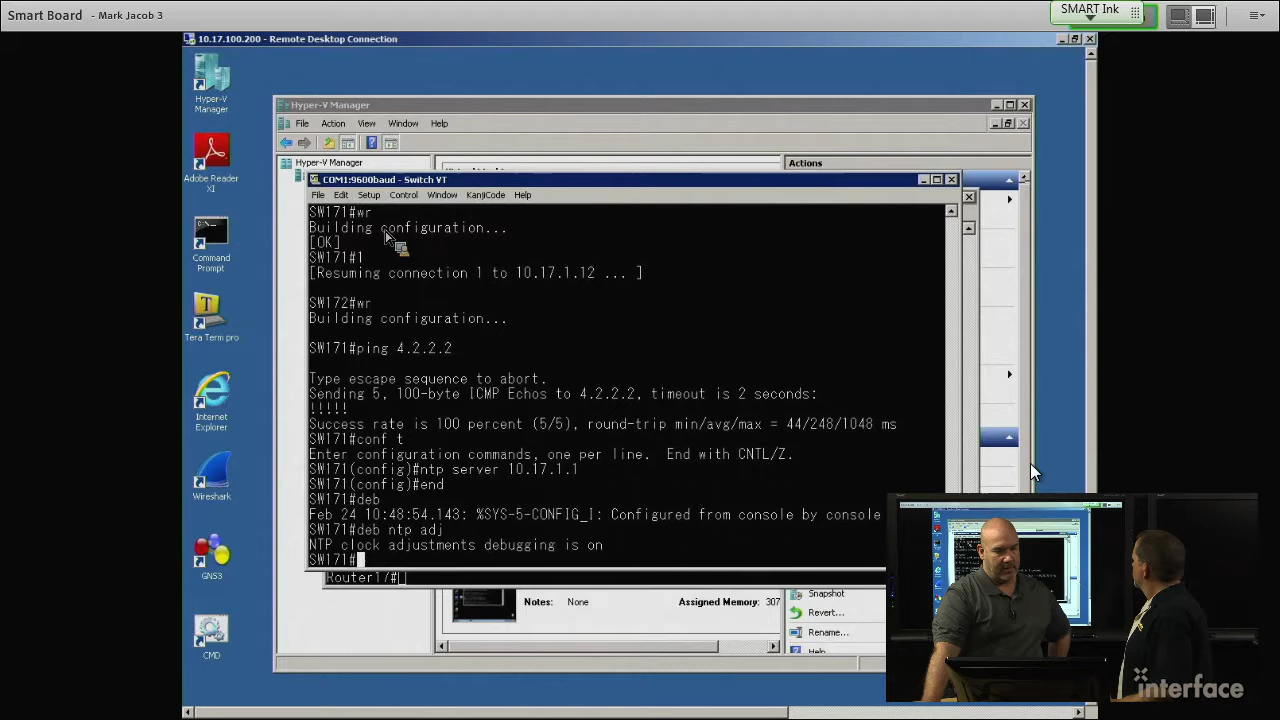 Smart Board - Mark Jacob 3
SMART Ink
10.17.100.200 - Remote Desktop Connection
Hyper-V Manager
Adobe Reader XI
Command Prompt
Tera Term pro
Internet Explorer
Wireshark
GNS3
CMD
Hyper-V Manager
File Action View Window Help
Hyper-V Manager
Actions
COM1:9600baud - Switch VT
File Edit Setup Control Window KanjiCode Help
SW171#wr
Building configuration...
[OK]
SW171#1
[Resuming connection 1 to 10.17.1.12 ... ]
SW172#wr
Building configuration...
SW171#ping 4.2.2.2
Type escape sequence to abort.
Sending 5, 100-byte ICMP Echos to 4.2.2.2, timeout is 2 seconds:
!!!!!
Success rate is 100 percent (5/5), round-trip min/avg/max = 44/248/1048 ms
SW171#conf t
Enter configuration commands, one per line.  End with CNTL/Z.
SW171(config)#ntp server 10.17.1.1
SW171(config)#end
SW171#deb
Feb 24 10:48:54.143: %SYS-5-CONFIG_I: Configured from console by console
SW171#deb ntp adj
NTP clock adjustments debugging is on
SW171#
Router17#
Notes: None Assigned Memory: 307
Snapshot
Revert...
Rename...
Help
interface